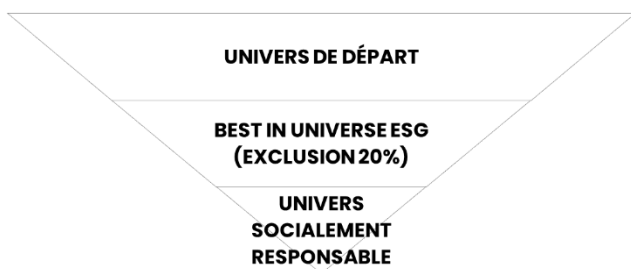 UNIVERS DE DÉPART
BEST IN UNIVERSE ESG
(EXCLUSION 20%)
UNIVERS
SOCIALEMENT
RESPONSABLE